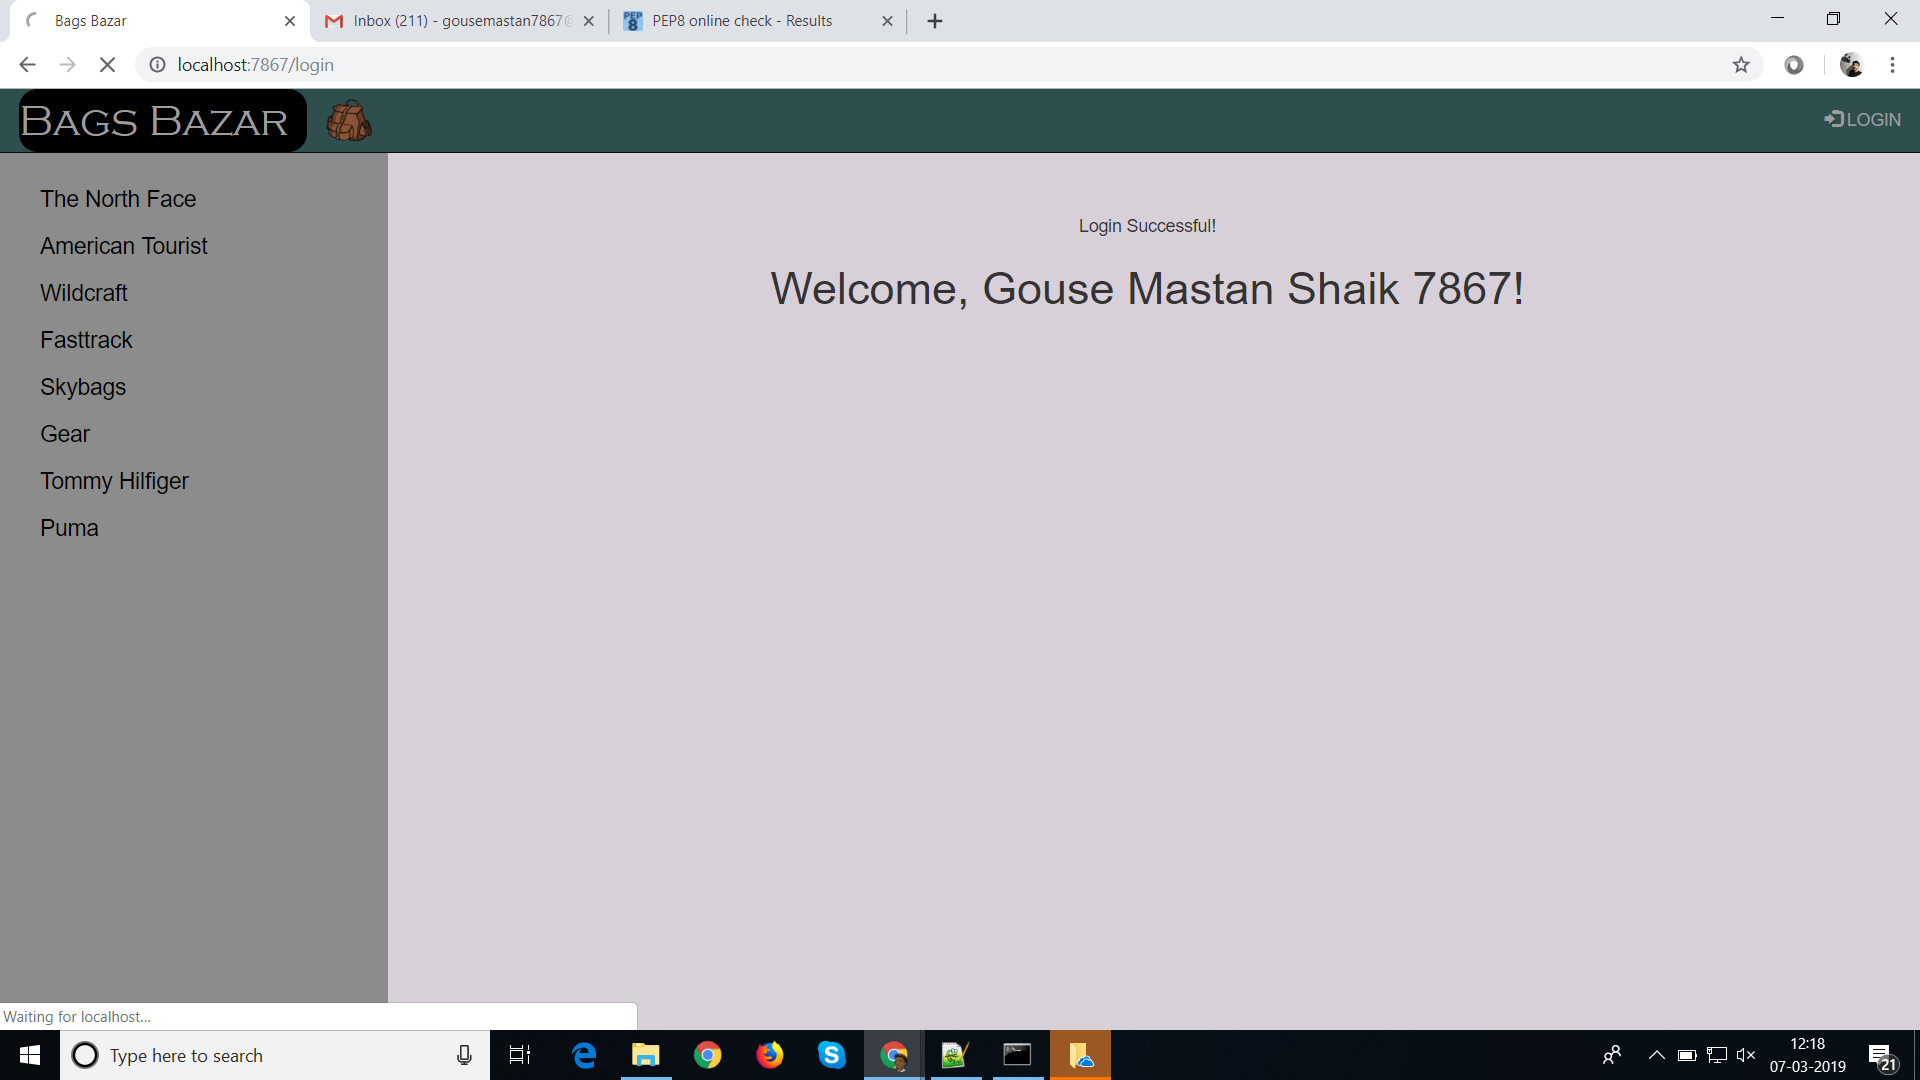 Bags Bazar
Inbox (211) - gousemastan7867@
PEP8 online check - Results
localhost:7867/login
BAGS BAZAR
LOGIN
The North Face
American Tourist
Wildcraft
Fasttrack
Skybags
Gear
Tommy Hilfiger
Puma
Login Successful!
Welcome, Gouse Mastan Shaik 7867!
Waiting for localhost...
Type here to search
12:18
07-03-2019
21